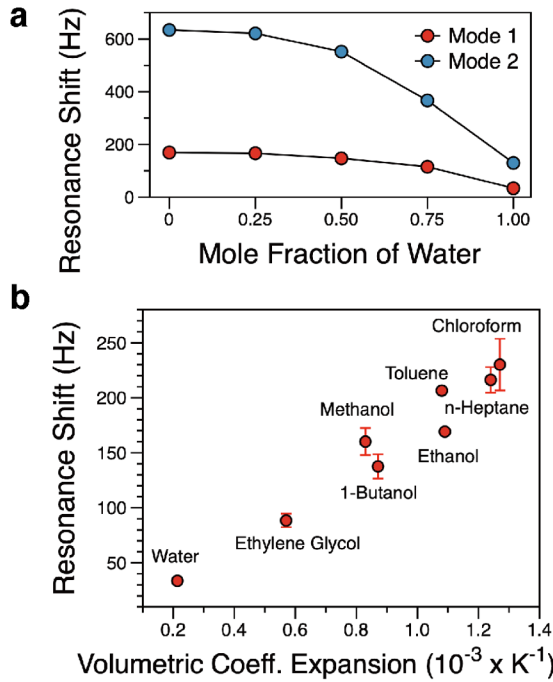 a
Resonance Shift (Hz)
600
400
200
0
Mode 1
Mode 2
0 0.25 0.50 0.75 1.00
Mole Fraction of Water
b
Resonance Shift (Hz)
250
200
150
100
50
Chloroform
Toluene
n-Heptane
Methanol
Ethanol
1-Butanol
Ethylene Glycol
Water
0.2 0.4 0.6 0.8 1.0 1.2 1.4
Volumetric Coeff. Expansion (10⁻³ x K⁻¹)